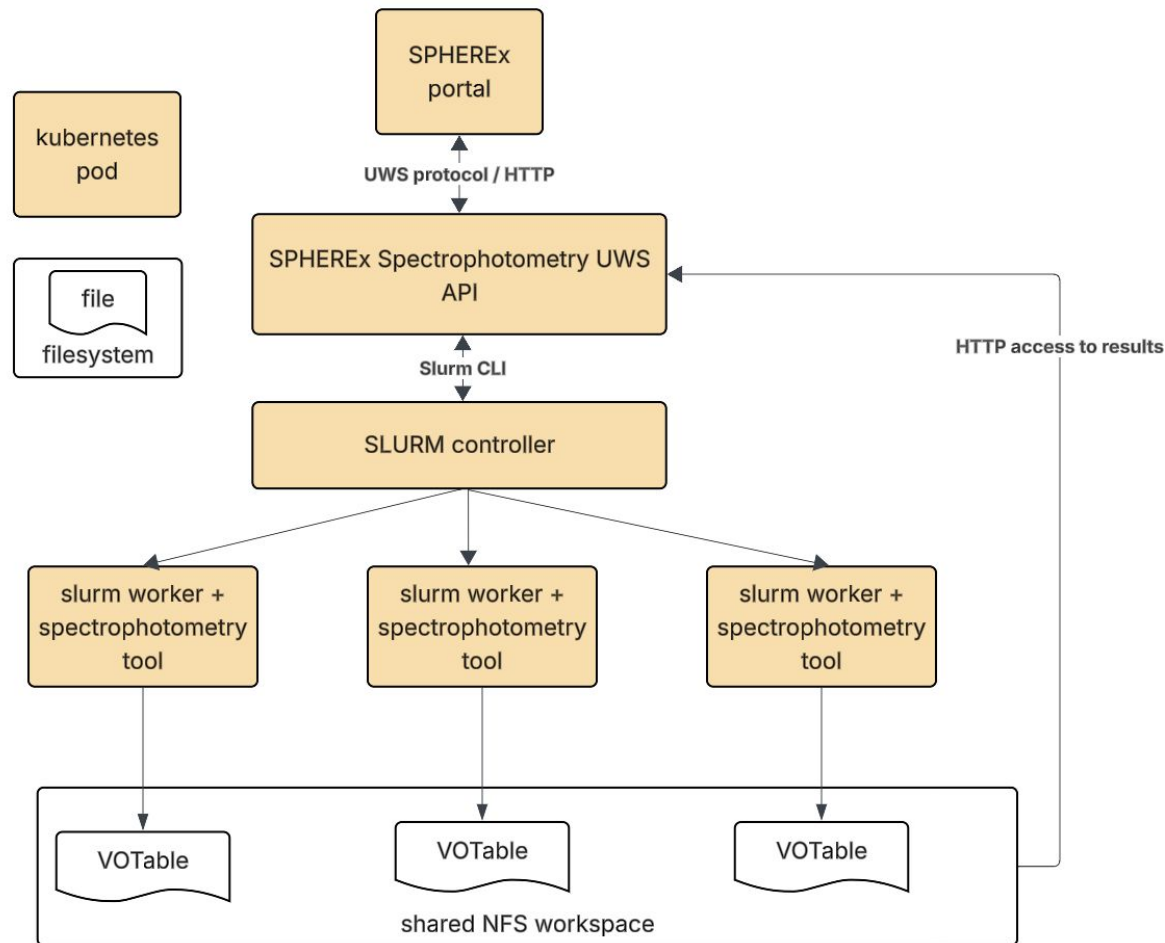 SPHEREx
portal
kubernetes
pod
UWS protocol / HTTP
SPHEREx Spectrophotometry UWS
API
file
filesystem
HTTP access to results
Slurm CLI
SLURM controller
slurm worker +
spectrophotometry
tool
slurm worker +
spectrophotometry
tool
slurm worker +
spectrophotometry
tool
VOTable
VOTable
VOTable
shared NFS workspace